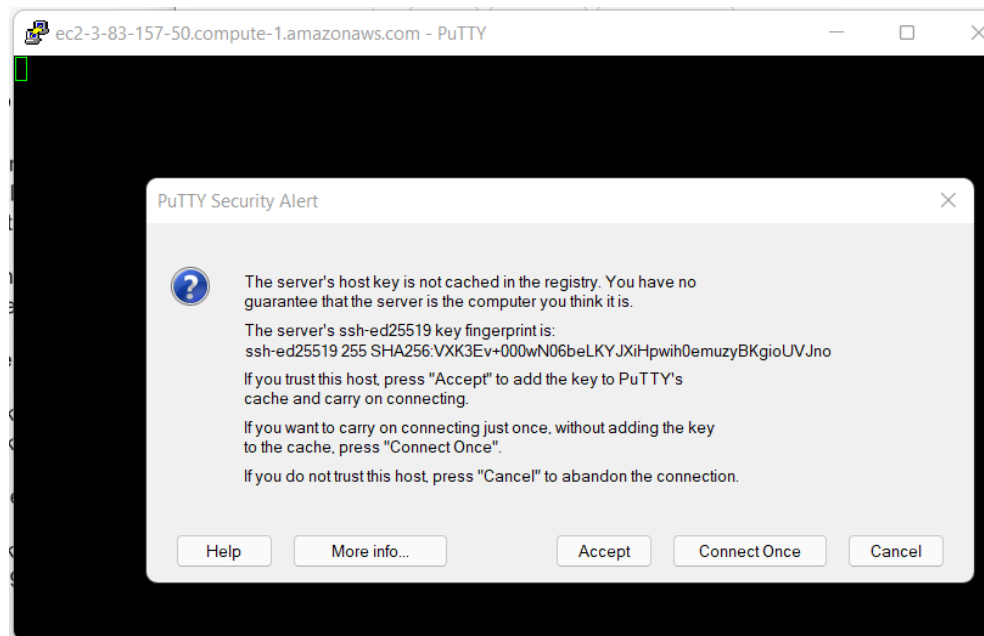 ec2-3-83-157-50.compute-1.amazonaws.com - PuTTY
PuTTY Security Alert
The server's host key is not cached in the registry. You have no
guarantee that the server is the computer you think it is.
The server's ssh-ed25519 key fingerprint is:
ssh-ed25519 255 SHA256:VXK3Ev+000wN06beLKYJXiHpwih0emuzyBKgioUVJno
If you trust this host, press "Accept" to add the key to PuTTY's
cache and carry on connecting.
If you want to carry on connecting just once, without adding the key
to the cache, press "Connect Once".
If you do not trust this host, press "Cancel" to abandon the connection.
Help More info... Accept Connect Once Cancel